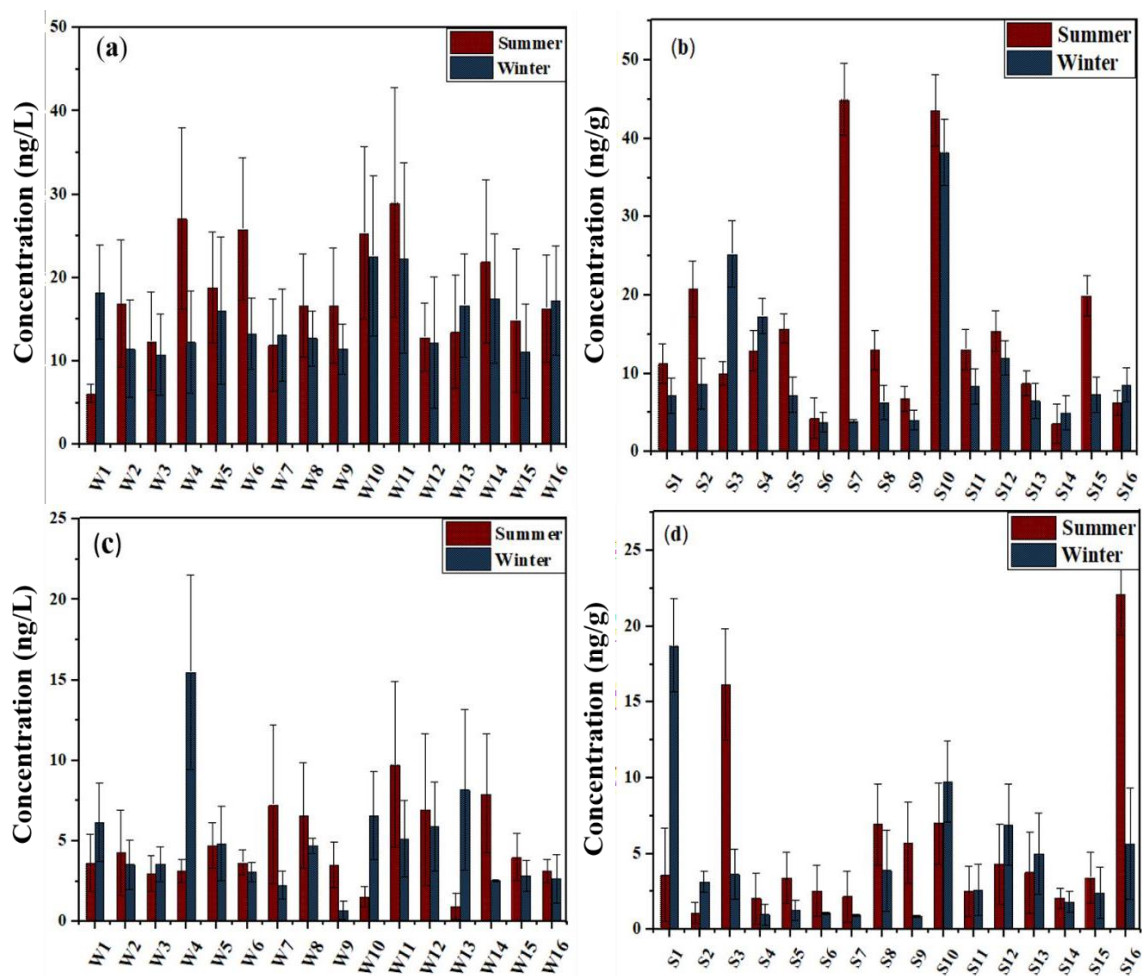 (a)
Summer
Winter
Concentration (ng/L)
50
40
30
20
10
0
W1 W2 W3 W4 W5 W6 W7 W8 W9 W10 W11 W12 W13 W14 W15 W16
(b)
Summer
Winter
Concentration (ng/g)
50
40
30
20
10
0
S1 S2 S3 S4 S5 S6 S7 S8 S9 S10 S11 S12 S13 S14 S15 S16
(c)
Summer
Winter
Concentration (ng/L)
25
20
15
10
5
0
W1 W2 W3 W4 W5 W6 W7 W8 W9 W10 W11 W12 W13 W14 W15 W16
(d)
Summer
Winter
Concentration (ng/g)
25
20
15
10
5
0
S1 S2 S3 S4 S5 S6 S7 S8 S9 S10 S11 S12 S13 S14 S15 S16